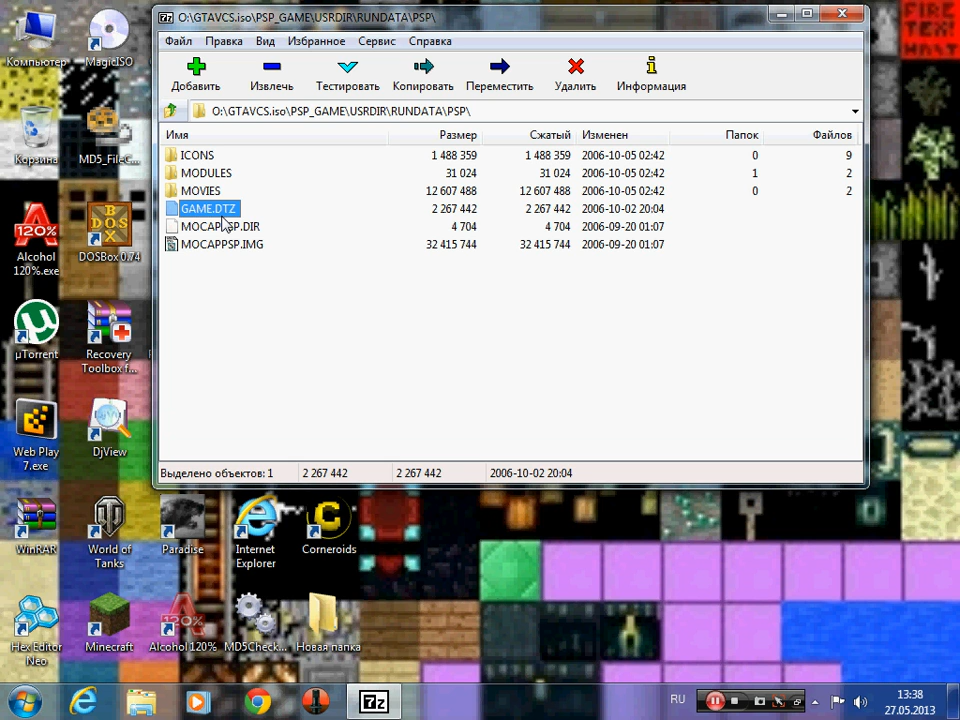 O:\GTAVCS.iso\PSP_GAME\USRDIR\RUNDATA\PSP\
Файл Правка Вид Избранное Сервис Справка
Добавить Извлечь Тестировать Копировать Переместить Удалить Информация
O:\GTAVCS.iso\PSP_GAME\USRDIR\RUNDATA\PSP\
Имя Размер Сжатый Изменен Папок Файлов
ICONS 1 488 359 1 488 359 2006-10-05 02:42 0 9
MODULES 31 024 31 024 2006-10-05 02:42 1 2
MOVIES 12 607 488 12 607 488 2006-10-05 02:42 0 2
GAME.DTZ 2 267 442 2 267 442 2006-10-02 20:04
MOCAPPSP.DIR 4 704 4 704 2006-09-20 01:07
MOCAPPSP.IMG 32 415 744 32 415 744 2006-09-20 01:07
Выделено объектов: 1 2 267 442 2 267 442 2006-10-02 20:04
Компьютер MagicISO
Корзина MD5_FileC...
Alcohol
120%.exe
DOSBox 0.74
µTorrent
Recovery
Toolbox f...
Web Play
7.exe
DjView
WinRAR
World of
Tanks
Paradise
Internet
Explorer
Corneroids
Hex Editor
Neo
Minecraft
Alcohol 120%
MD5Check...
Новая папка
FIRE
RU
13:38
27.05.2013